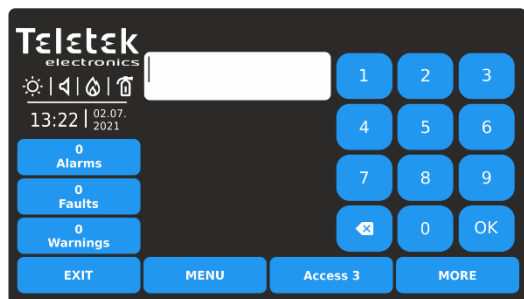 Teletek
electronics
13:22 02.07.
2021
0
Alarms
0
Faults
0
Warnings
1 2 3
4 5 6
7 8 9
0 OK
EXIT MENU Access 3 MORE